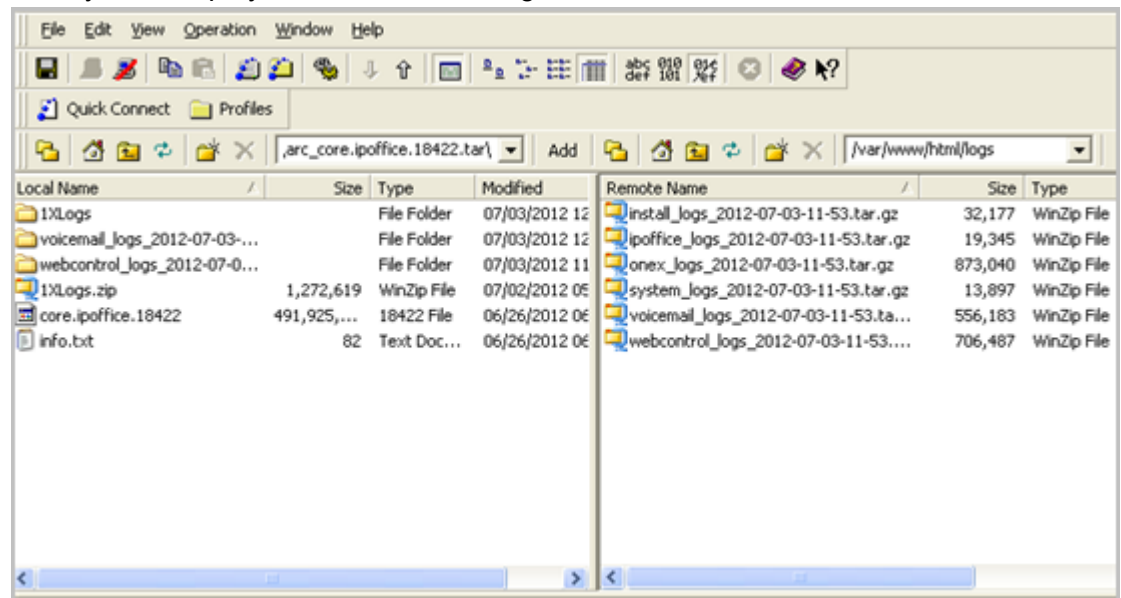 File Edit View Operation Window Help
abc def 010 101
Quick Connect Profiles
,arc_core.ipoffice.18422.tar\ Add /var/www/html/logs
Local Name / Size Type Modified Remote Name / Size Type
1XLogs File Folder 07/03/2012 12 install_logs_2012-07-03-11-53.tar.gz 32,177 WinZip File
voicemail_logs_2012-07-03-... File Folder 07/03/2012 12 ipoffice_logs_2012-07-03-11-53.tar.gz 19,345 WinZip File
webcontrol_logs_2012-07-0... File Folder 07/03/2012 11 onex_logs_2012-07-03-11-53.tar.gz 873,040 WinZip File
1XLogs.zip 1,272,619 WinZip File 07/02/2012 05 system_logs_2012-07-03-11-53.tar.gz 13,897 WinZip File
core.ipoffice.18422 491,925,... 18422 File 06/26/2012 06 voicemail_logs_2012-07-03-11-53.ta... 556,183 WinZip File
info.txt 82 Text Doc... 06/26/2012 06 webcontrol_logs_2012-07-03-11-53.... 706,487 WinZip File